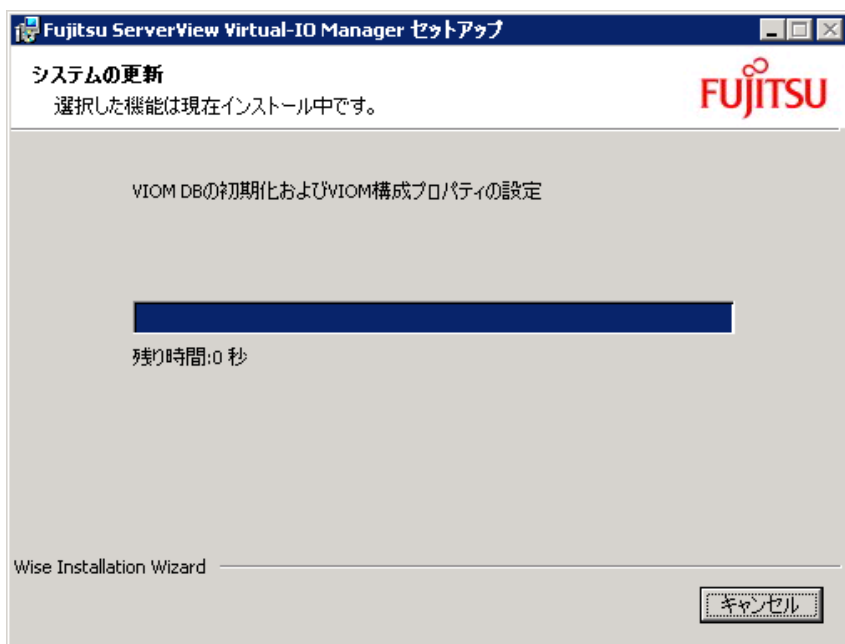 Fujitsu ServerView Virtual-IO Manager セットアップ
システムの更新
選択した機能は現在インストール中です。
FUJITSU
VIOM DBの初期化およびVIOM構成プロパティの設定
残り時間:0 秒
Wise Installation Wizard
キャンセル